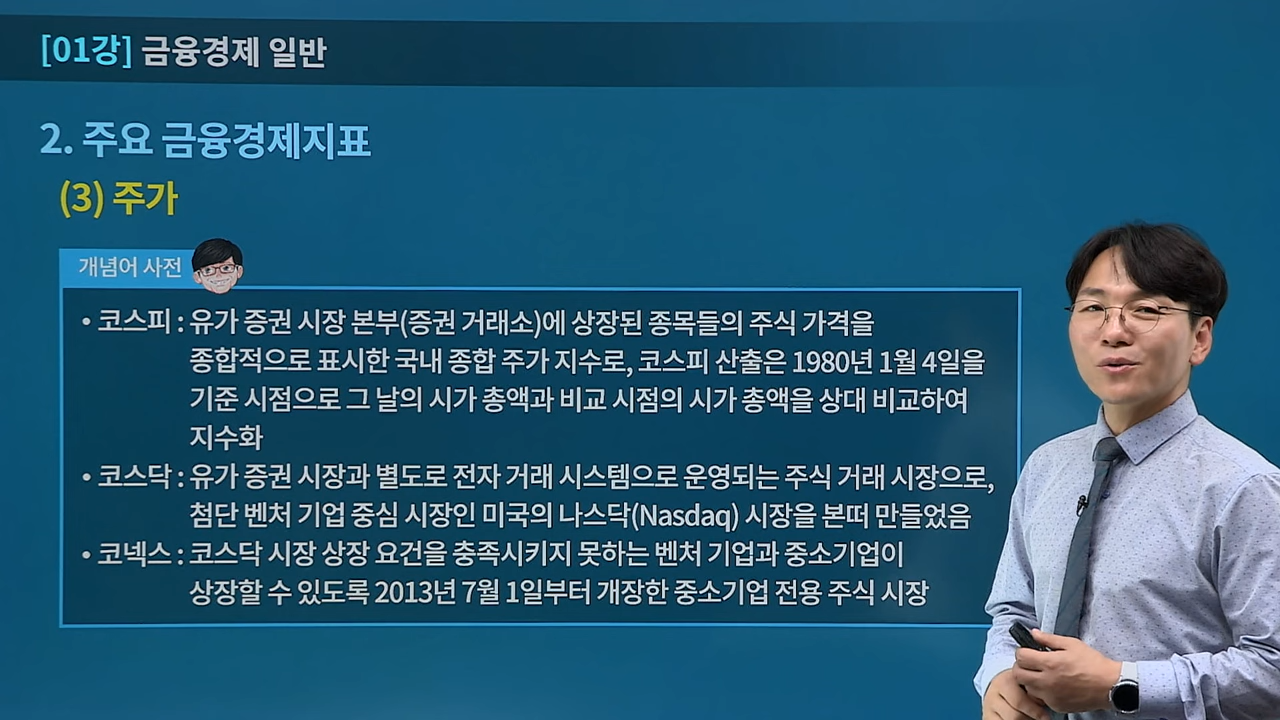 [01강] 금융경제 일반
2. 주요 금융경제지표
(3) 주가
개념어 사전
• 코스피 : 유가 증권 시장 본부(증권 거래소)에 상장된 종목들의 주식 가격을
종합적으로 표시한 국내 종합 주가 지수로, 코스피 산출은 1980년 1월 4일을
기준 시점으로 그 날의 시가 총액과 비교 시점의 시가 총액을 상대 비교하여
지수화
• 코스닥 : 유가 증권 시장과 별도로 전자 거래 시스템으로 운영되는 주식 거래 시장으로,
첨단 벤처 기업 중심 시장인 미국의 나스닥(Nasdaq) 시장을 본떠 만들었음
• 코넥스 : 코스닥 시장 상장 요건을 충족시키지 못하는 벤처 기업과 중소기업이
상장할 수 있도록 2013년 7월 1일부터 개장한 중소기업 전용 주식 시장